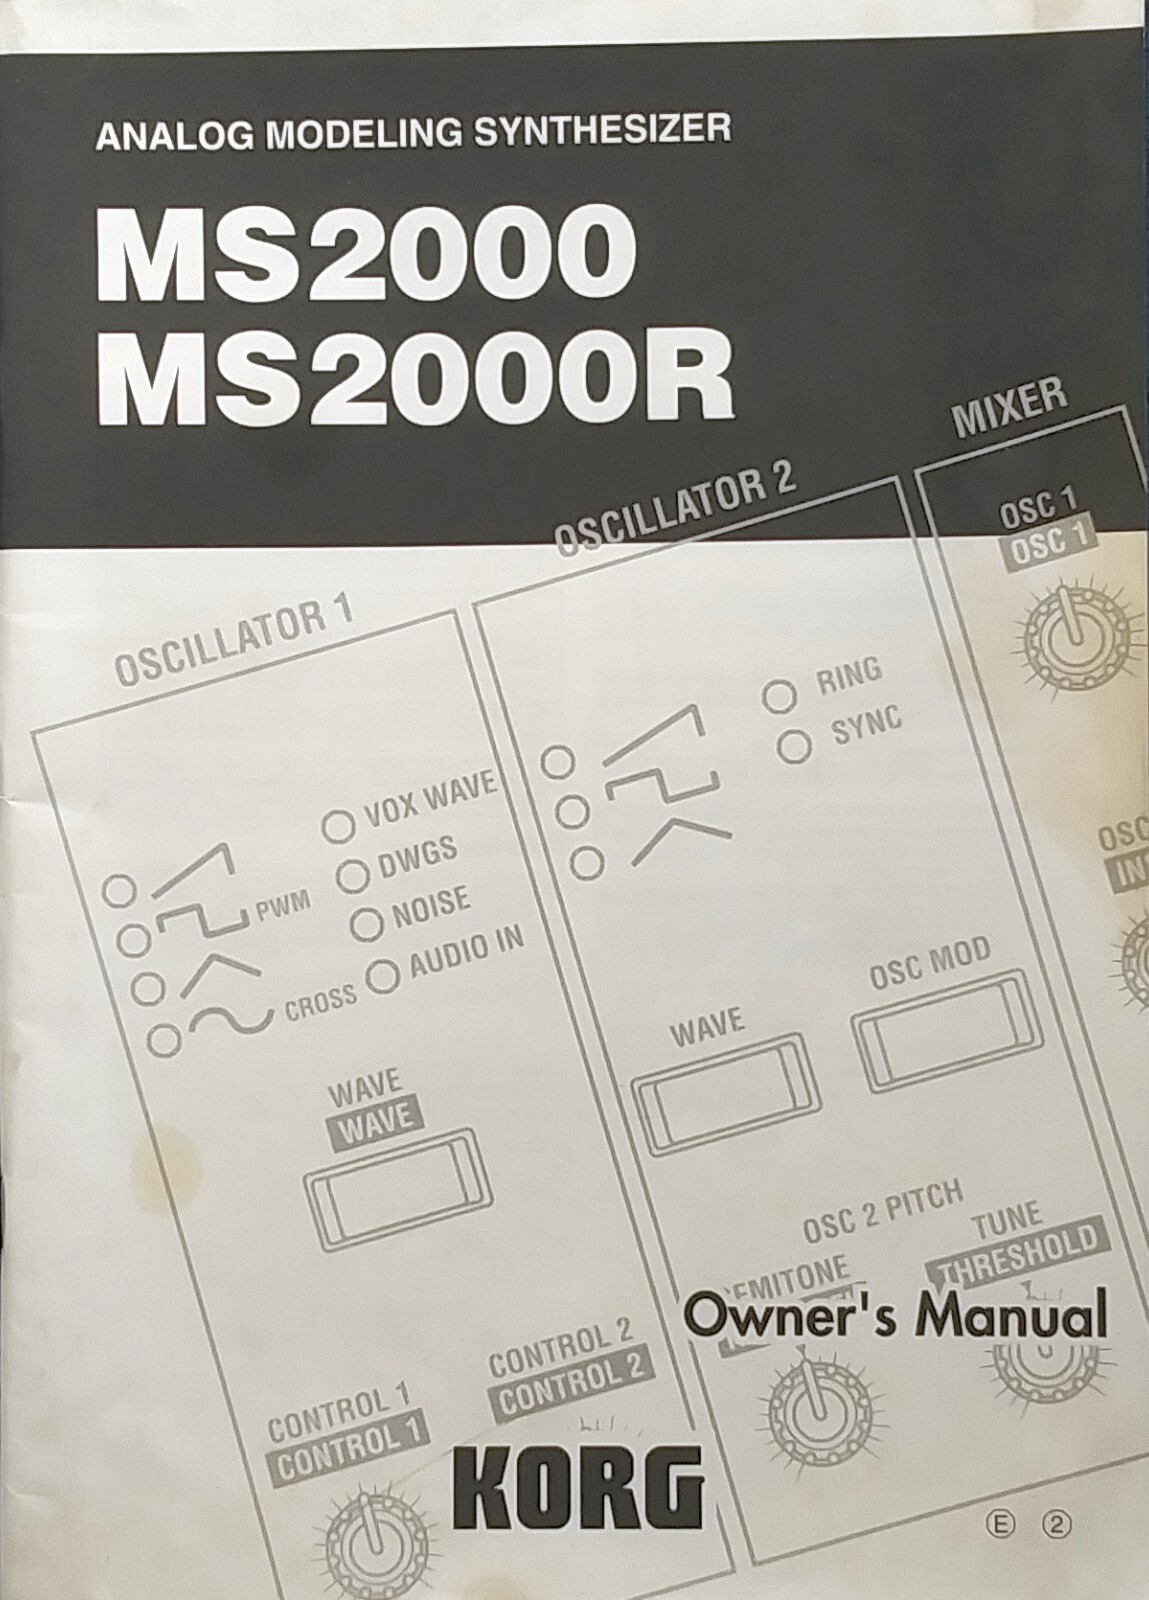 ANALOG MODELING SYNTHESIZER
MS2000
MS2000R
MIXER
OSCILLATOR 2
OSC 1
OSC 1
OSCILLATOR 1
RING
SYNC
VOX WAVE
DWGS
PWM
NOISE
CROSS
AUDIO IN
OSC
OSC MOD
WAVE
WAVE
WAVE
OSC 2 PITCH
TUNE
THRESHOLD
Owner's Manual
CONTROL 2
CONTROL 2
CONTROL 1
CONTROL 1
KORG
E 2